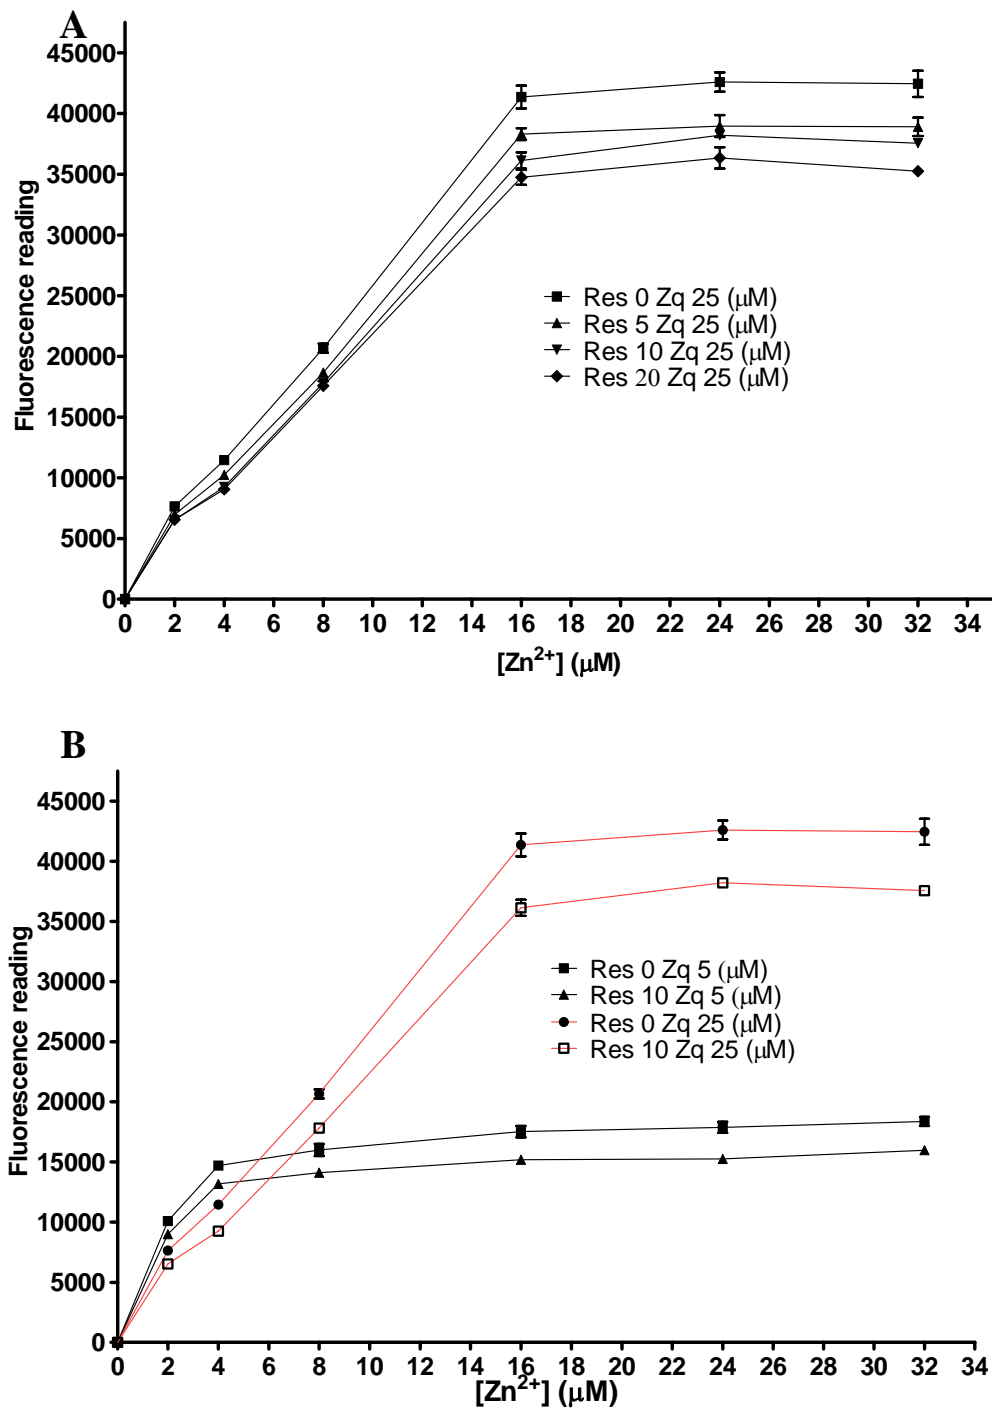 A
45000
40000
35000
30000
25000
20000
15000
10000
5000
0
Fluorescence reading
Res 0 Zq 25 (μM)
Res 5 Zq 25 (μM)
Res 10 Zq 25 (μM)
Res 20 Zq 25 (μM)
0 2 4 6 8 10 12 14 16 18 20 22 24 26 28 30 32 34
[Zn²⁺] (μM)
B
45000
40000
35000
30000
25000
20000
15000
10000
5000
0
Fluorescence reading
Res 0 Zq 5 (μM)
Res 10 Zq 5 (μM)
Res 0 Zq 25 (μM)
Res 10 Zq 25 (μM)
0 2 4 6 8 10 12 14 16 18 20 22 24 26 28 30 32 34
[Zn²⁺] (μM)